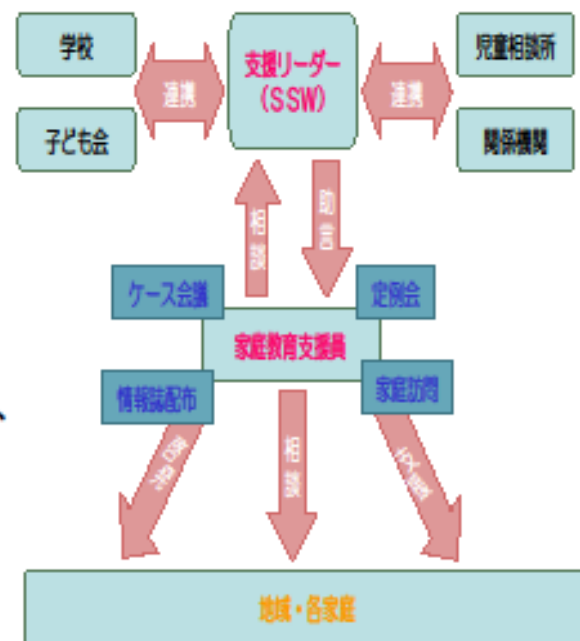 学校
支援リーダー
(SSW)
児童相談所
連携
連携
子ども会
関係機関
相談
助言
ケース会議
定例会
家庭教育支援員
情報誌配布
家庭訪問
相談
支援
地域・各家庭